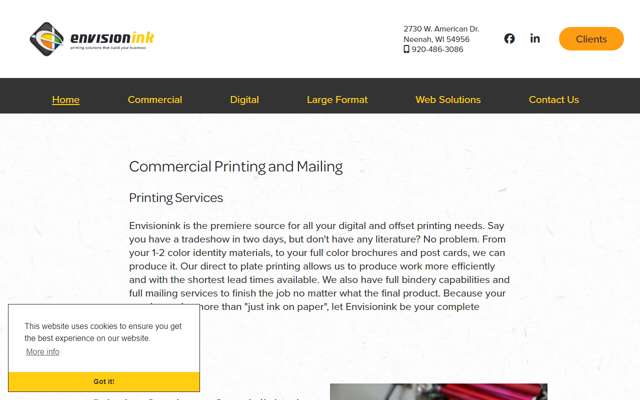 envisionink
printing solutions that build your business
2730 W. American Dr.
Neenah, WI 54956
920-486-3086
Clients
Home
Commercial
Digital
Large Format
Web Solutions
Contact Us
Commercial Printing and Mailing
Printing Services
Envisionink is the premiere source for all your digital and offset printing needs. Say
you have a tradeshow in two days, but don't have any literature? No problem. From
your 1-2 color identity materials, to your full color brochures and post cards, we can
produce it. Our direct to plate printing allows us to produce work more efficiently
and with the shortest lead times available. We also have full bindery capabilities and
full mailing services to finish the job no matter what the final product. Because your
more than "just ink on paper", let Envisionink be your complete
This website uses cookies to ensure you get
the best experience on our website.
More info
Got it!